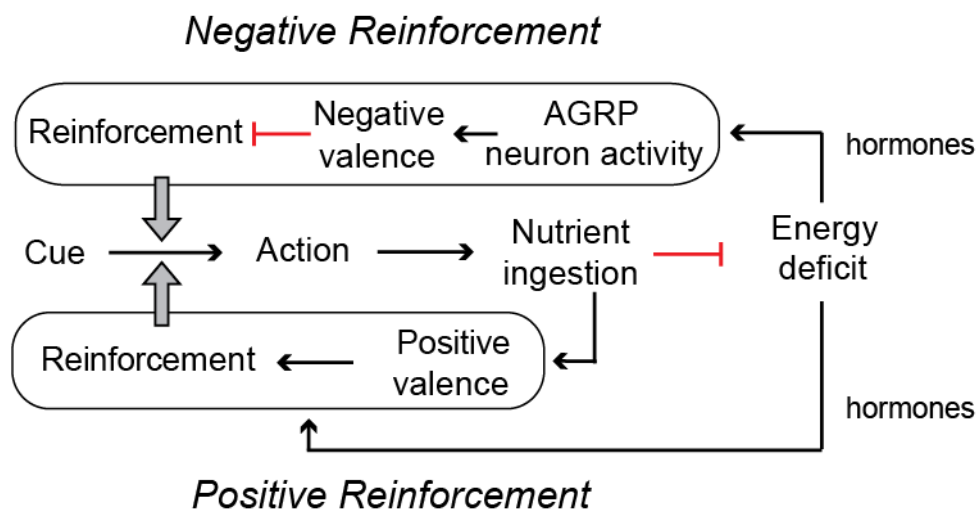 Negative Reinforcement
Reinforcement
Negative
valence
AGRP
neuron activity
hormones
Cue
Action
Nutrient
ingestion
Energy
deficit
Reinforcement
Positive
valence
hormones
Positive Reinforcement